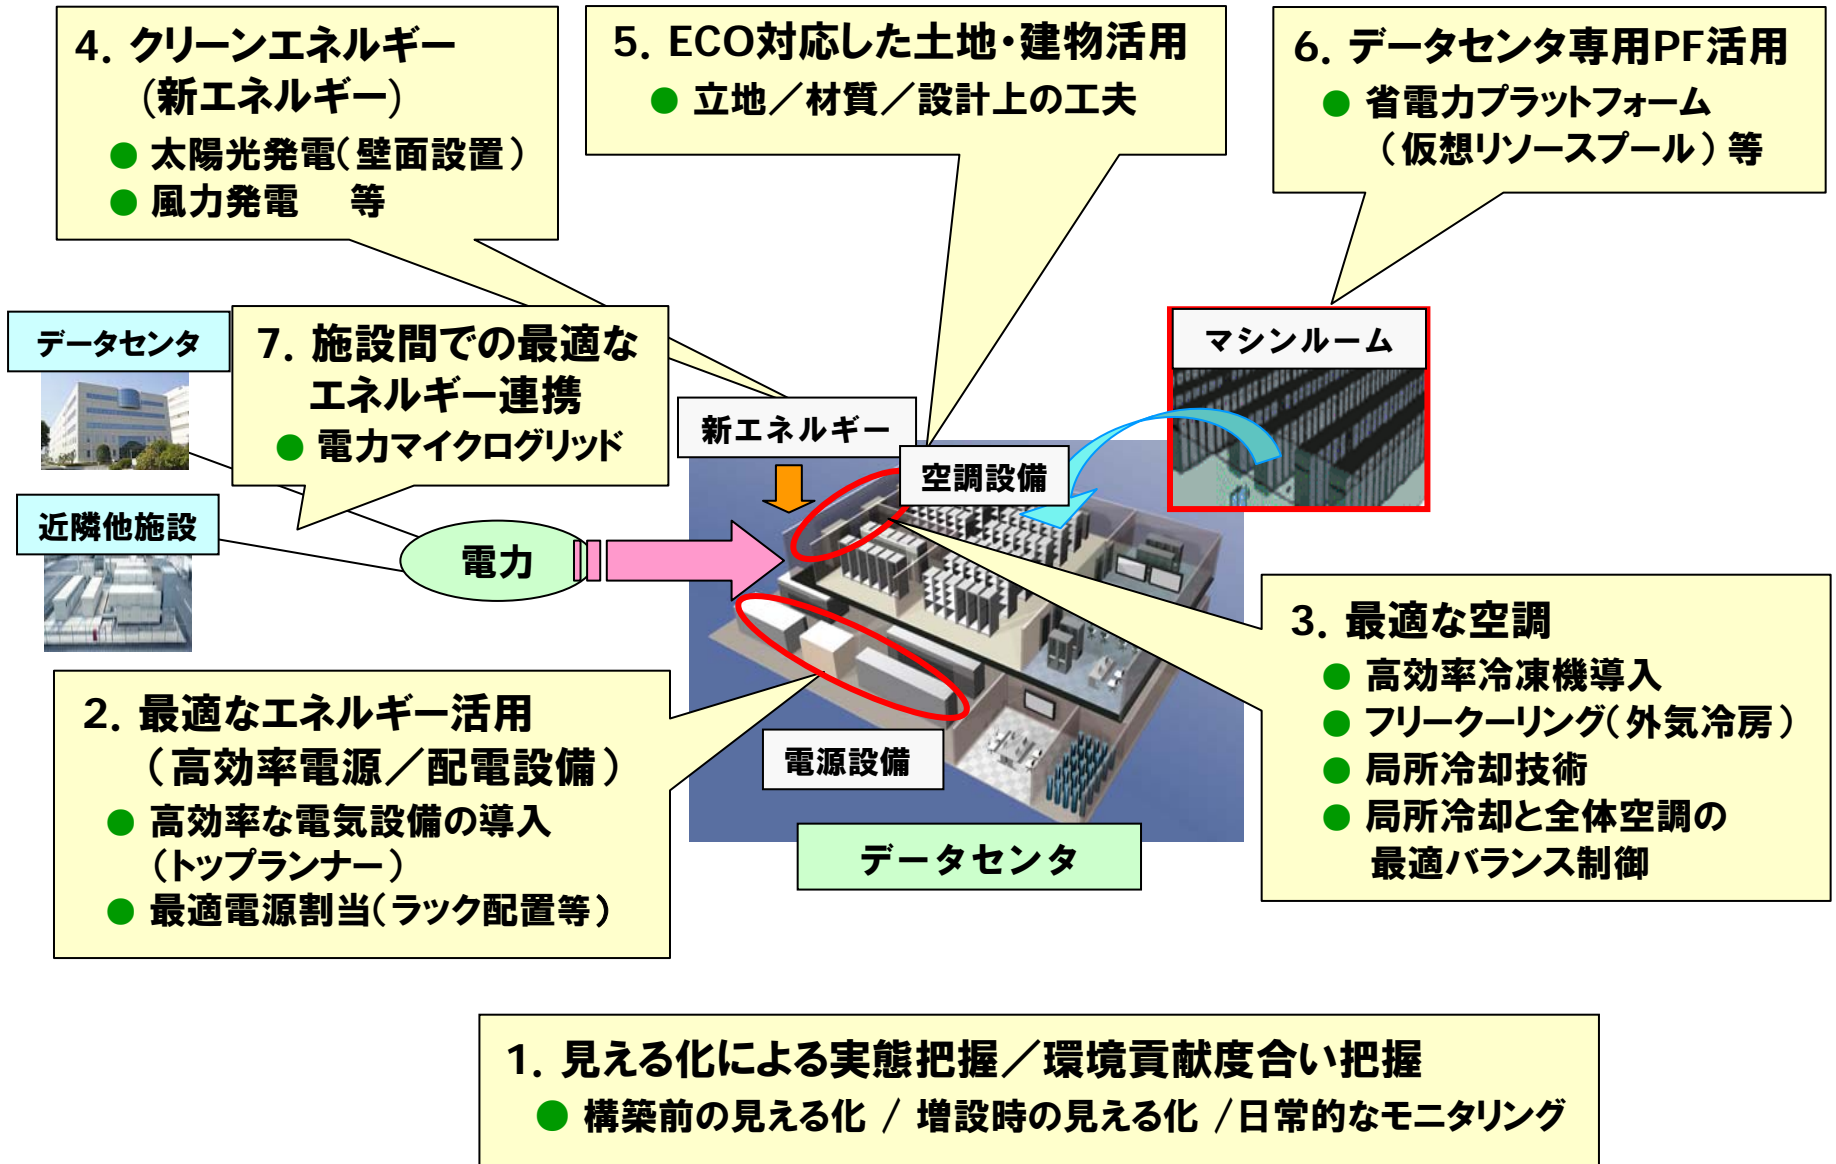 4. クリーンエネルギー
(新エネルギー)
● 太陽光発電(壁面設置)
● 風力発電　等
5. ECO対応した土地・建物活用
● 立地／材質／設計上の工夫
6. データセンタ専用PF活用
● 省電力プラットフォーム
(仮想リソースプール)等
データセンタ
7. 施設間での最適な
エネルギー連携
● 電力マイクログリッド
マシンルーム
新エネルギー
空調設備
近隣他施設
電力
3. 最適な空調
● 高効率冷凍機導入
● フリークーリング(外気冷房)
● 局所冷却技術
● 局所冷却と全体空調の
最適バランス制御
2. 最適なエネルギー活用
(高効率電源／配電設備)
● 高効率な電気設備の導入
(トップランナー)
● 最適電源割当(ラック配置等)
電源設備
データセンタ
1. 見える化による実態把握／環境貢献度合い把握
● 構築前の見える化 / 増設時の見える化 /日常的なモニタリング